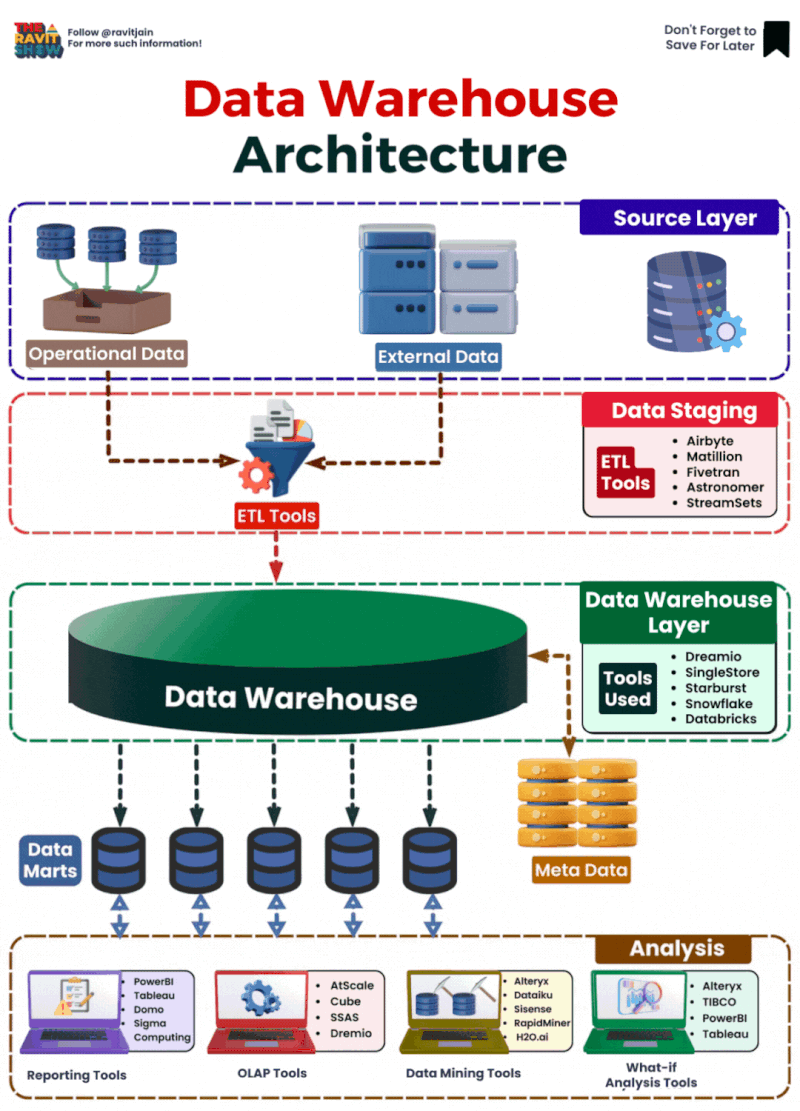 THE
RAVIT
SHOW
Follow @ravitjain
For more such information!
Don't Forget to
Save For Later
Data Warehouse
Architecture
Source Layer
Operational Data
External Data
Data Staging
ETL
Tools
• Airbyte
• Matillion
• Fivetran
• Astronomer
• StreamSets
ETL Tools
Data Warehouse
Layer
Tools
Used
• Dreamio
• SingleStore
• Starburst
• Snowflake
• Databricks
Data Warehouse
Data
Marts
Meta Data
Analysis
• PowerBI
• Tableau
• Domo
• Sigma
Computing
Reporting Tools
• AtScale
• Cube
• SSAS
• Dremio
OLAP Tools
• Alteryx
• Dataiku
• Sisense
• RapidMiner
• H2O.ai
Data Mining Tools
• Alteryx
• TIBCO
• PowerBI
• Tableau
What-if
Analysis Tools